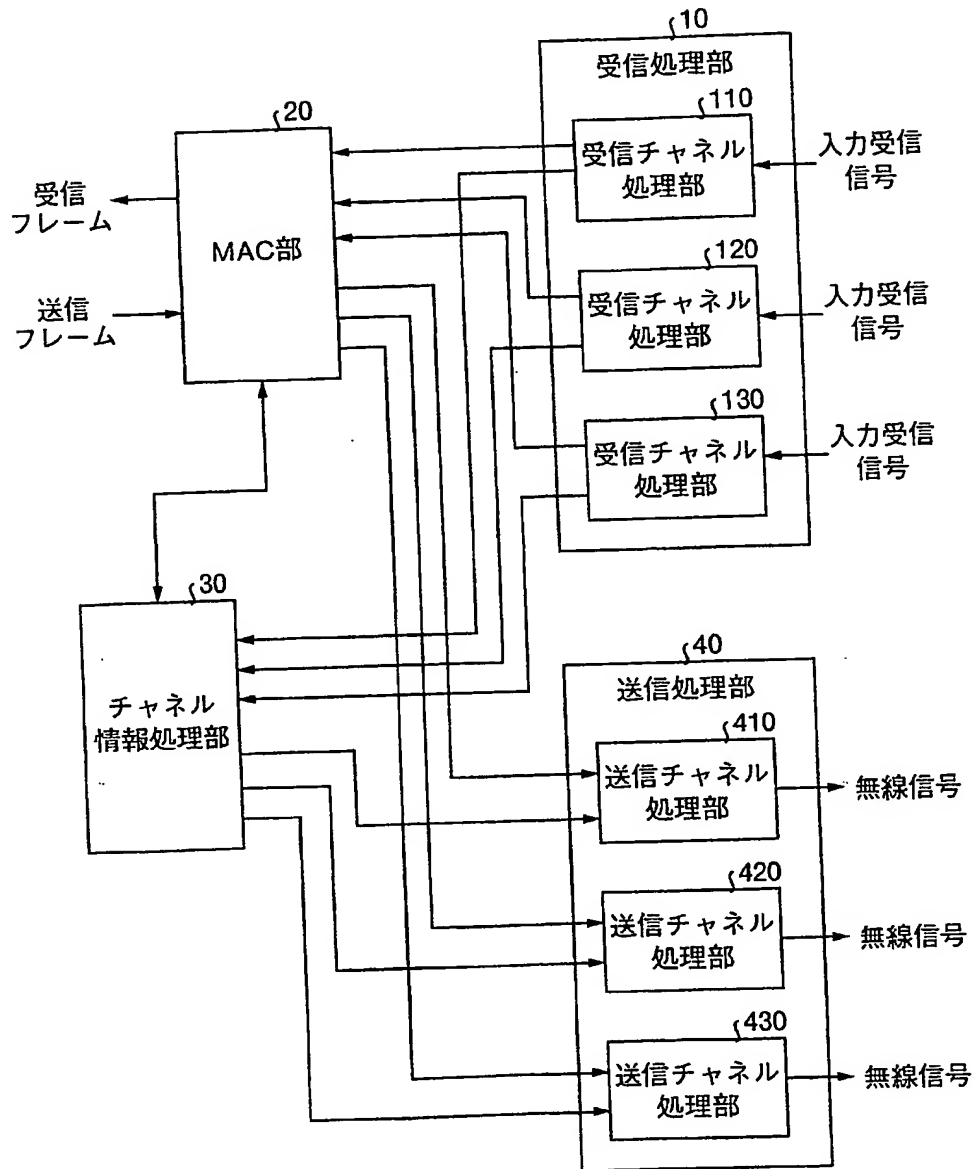 10
受信処理部
20
110
受信チャネル
処理部
入力受信
信号
受信
フレーム
MAC部
120
受信チャネル
処理部
入力受信
信号
送信
フレーム
130
受信チャネル
処理部
入力受信
信号
30
チャネル
情報処理部
40
送信処理部
410
送信チャネル
処理部
無線信号
420
送信チャネル
処理部
無線信号
430
送信チャネル
処理部
無線信号